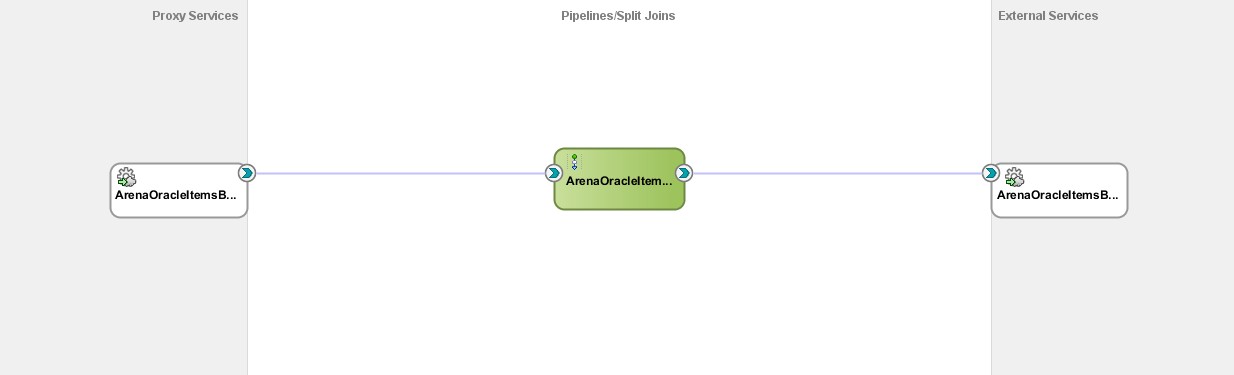 Proxy Services
Pipelines/Split Joins
External Services
ArenaOracleItemsB...
ArenaOracleItem...
ArenaOracleItemsB...